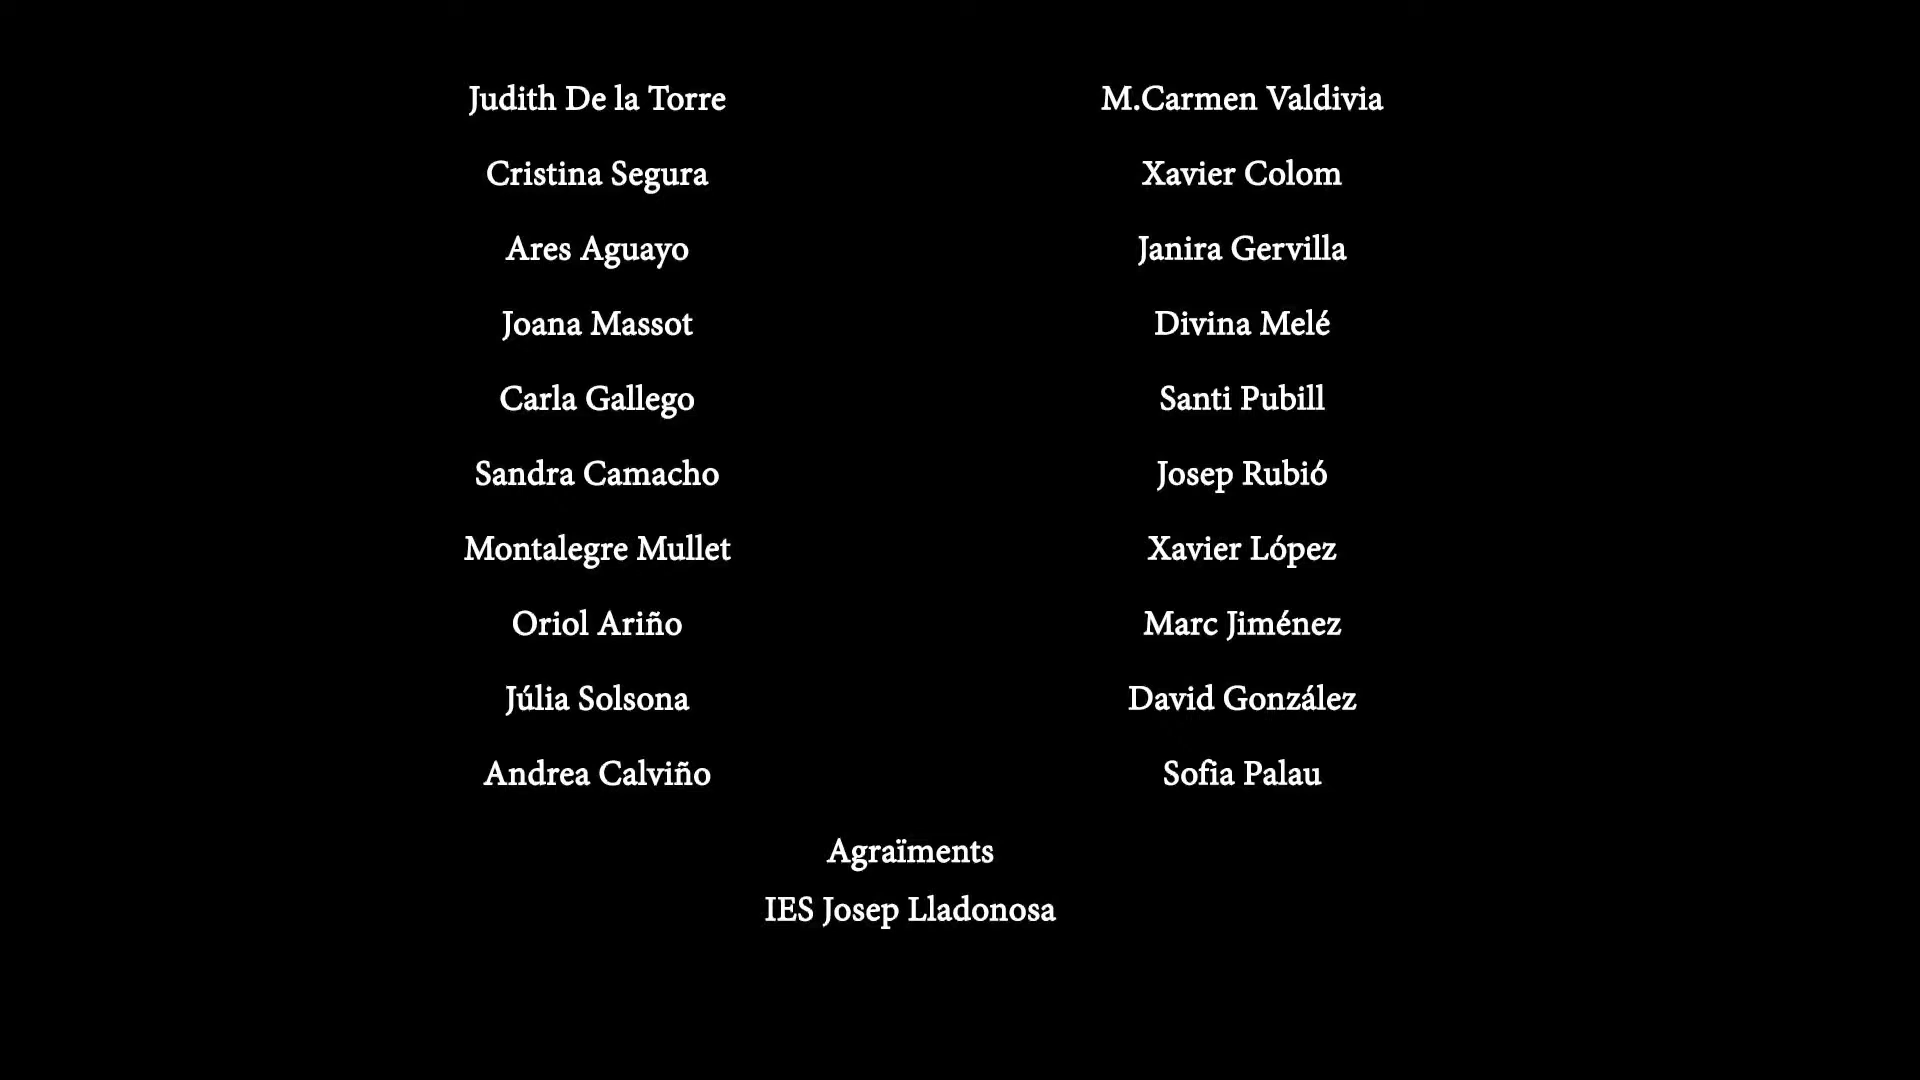 Judith De la Torre
M.Carmen Valdivia
Cristina Segura
Xavier Colom
Ares Aguayo
Janira Gervilla
Joana Massot
Divina Melé
Carla Gallego
Santi Pubill
Sandra Camacho
Josep Rubió
Montalegre Mullet
Xavier López
Oriol Ariño
Marc Jiménez
Júlia Solsona
David González
Andrea Calviño
Sofia Palau
Agraïments
IES Josep Lladonosa